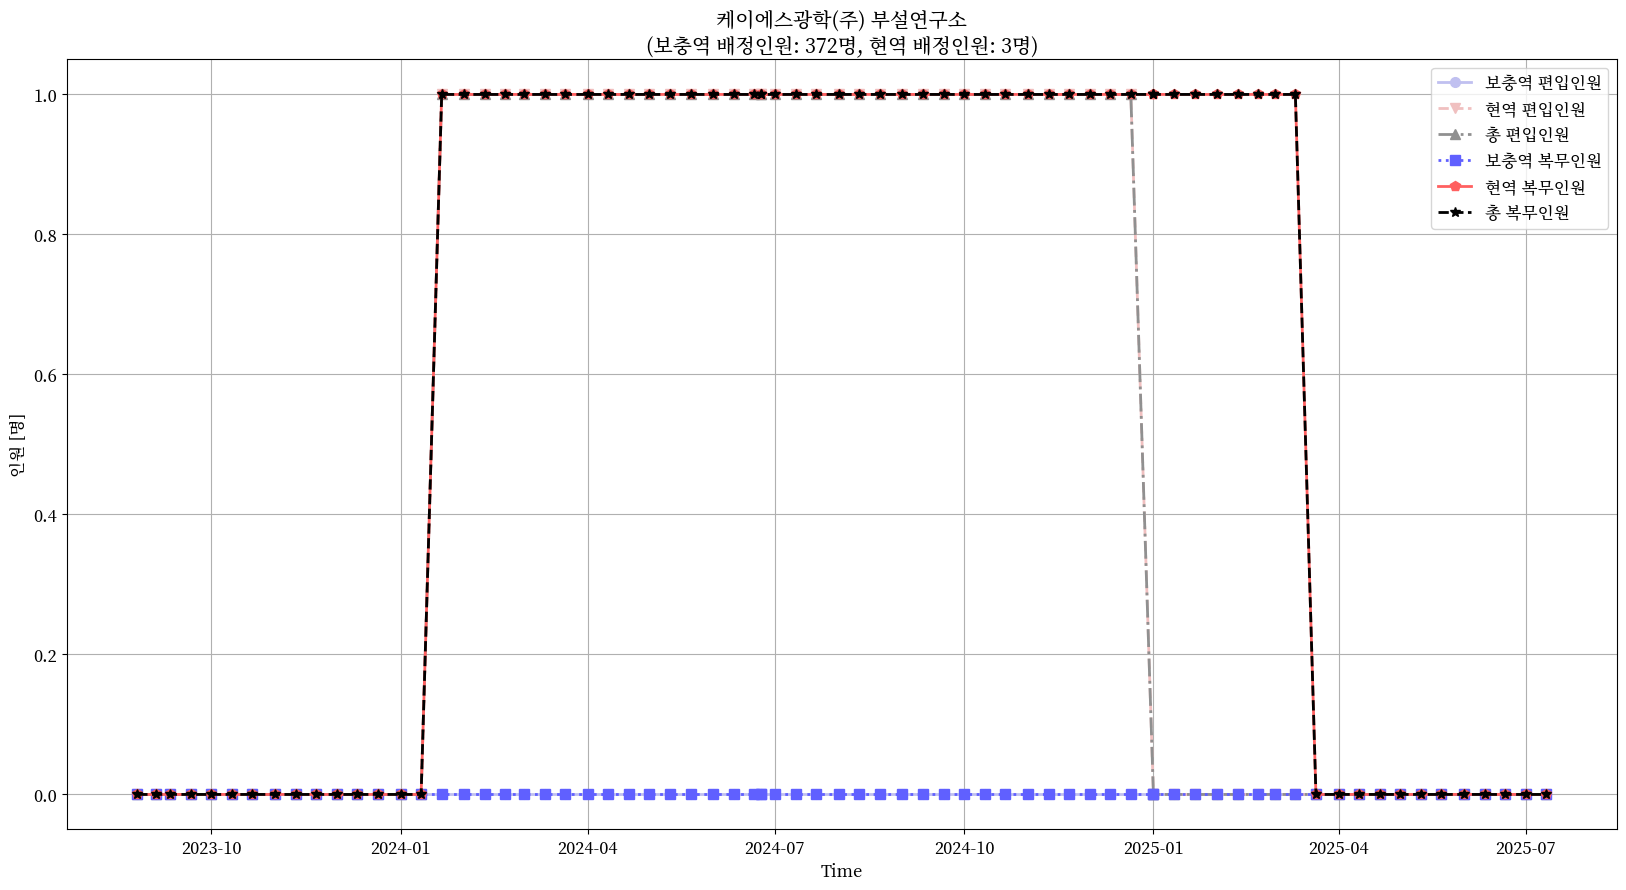 케이에스광학(주) 부설연구소
(보충역 배정인원: 372명, 현역 배정인원: 3명)
보충역 편입인원
현역 편입인원
총 편입인원
보충역 복무인원
현역 복무인원
총 복무인원
인원 [명]
1.0
0.8
0.6
0.4
0.2
0.0
2023-10
2024-01
2024-04
2024-07
2024-10
2025-01
2025-04
2025-07
Time